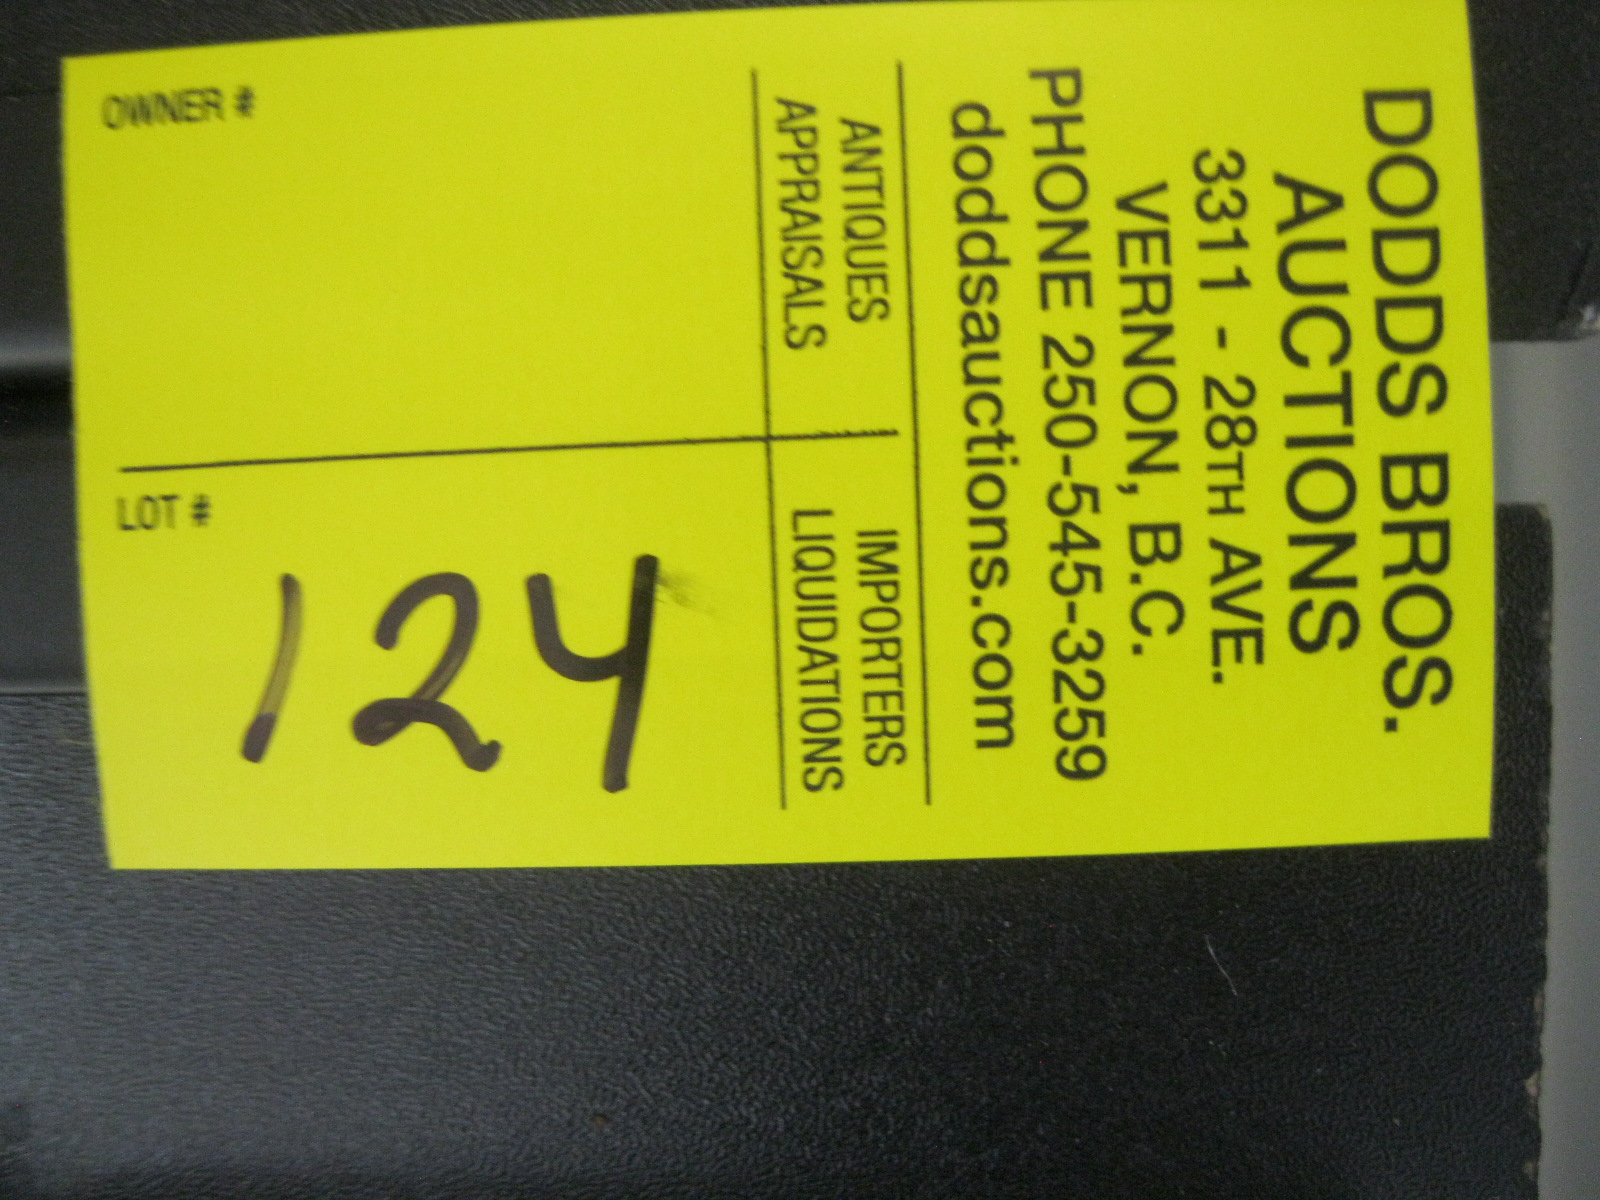 DODDS BROS.
AUCTIONS
3311 - 28TH AVE.
VERNON, B.C.
PHONE 250-545-3259
doddsauctions.com
ANTIQUES
APPRAISALS
IMPORTERS
LIQUIDATIONS
OWNER #
LOT #
124